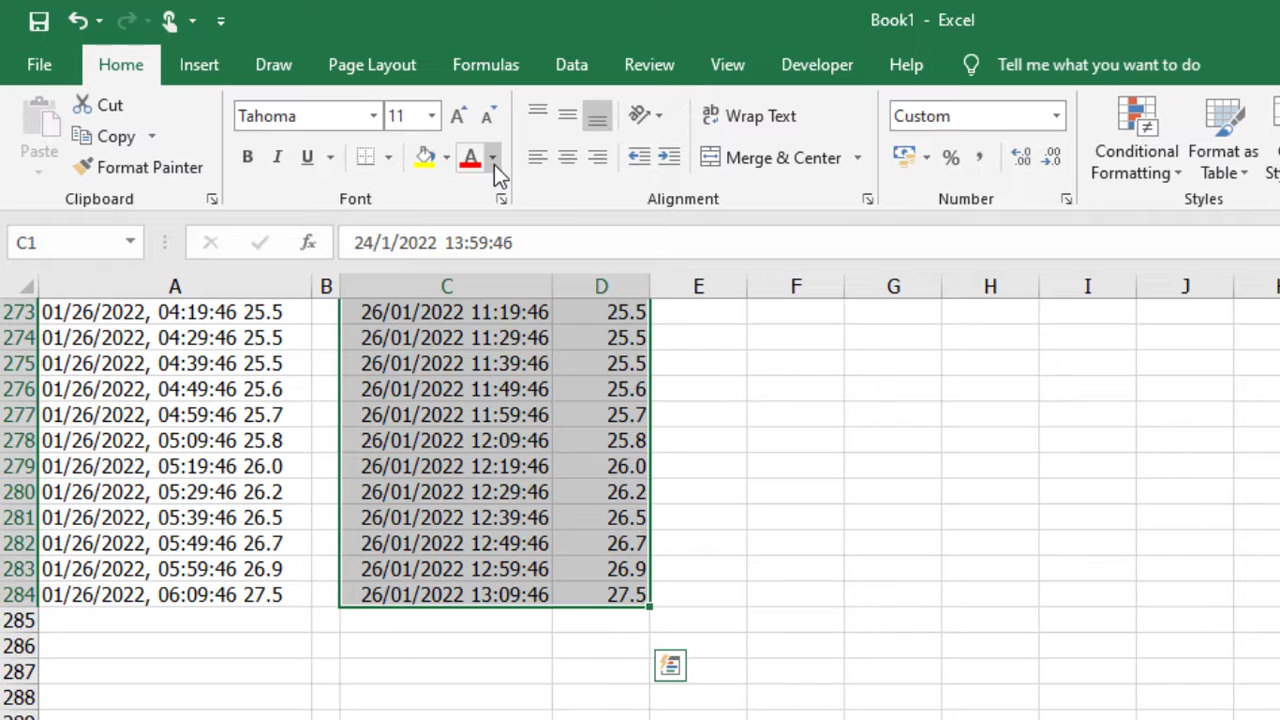 Book1 - Excel
File Home Insert Draw Page Layout Formulas Data Review View Developer Help Tell me what you want to do
Paste
Cut
Copy
Format Painter
Clipboard
Tahoma 11 A A
B I U A
Font
Wrap Text
Merge & Center
Alignment
Custom
% , .00 .00
Number
Conditional Formatting
Format as Table
Styles
C1 fx 24/1/2022 13:59:46
A B C D E F G H I J
273 01/26/2022, 04:19:46 25.5 26/01/2022 11:19:46 25.5
274 01/26/2022, 04:29:46 25.5 26/01/2022 11:29:46 25.5
275 01/26/2022, 04:39:46 25.5 26/01/2022 11:39:46 25.5
276 01/26/2022, 04:49:46 25.6 26/01/2022 11:49:46 25.6
277 01/26/2022, 04:59:46 25.7 26/01/2022 11:59:46 25.7
278 01/26/2022, 05:09:46 25.8 26/01/2022 12:09:46 25.8
279 01/26/2022, 05:19:46 26.0 26/01/2022 12:19:46 26.0
280 01/26/2022, 05:29:46 26.2 26/01/2022 12:29:46 26.2
281 01/26/2022, 05:39:46 26.5 26/01/2022 12:39:46 26.5
282 01/26/2022, 05:49:46 26.7 26/01/2022 12:49:46 26.7
283 01/26/2022, 05:59:46 26.9 26/01/2022 12:59:46 26.9
284 01/26/2022, 06:09:46 27.5 26/01/2022 13:09:46 27.5
285
286
287
288